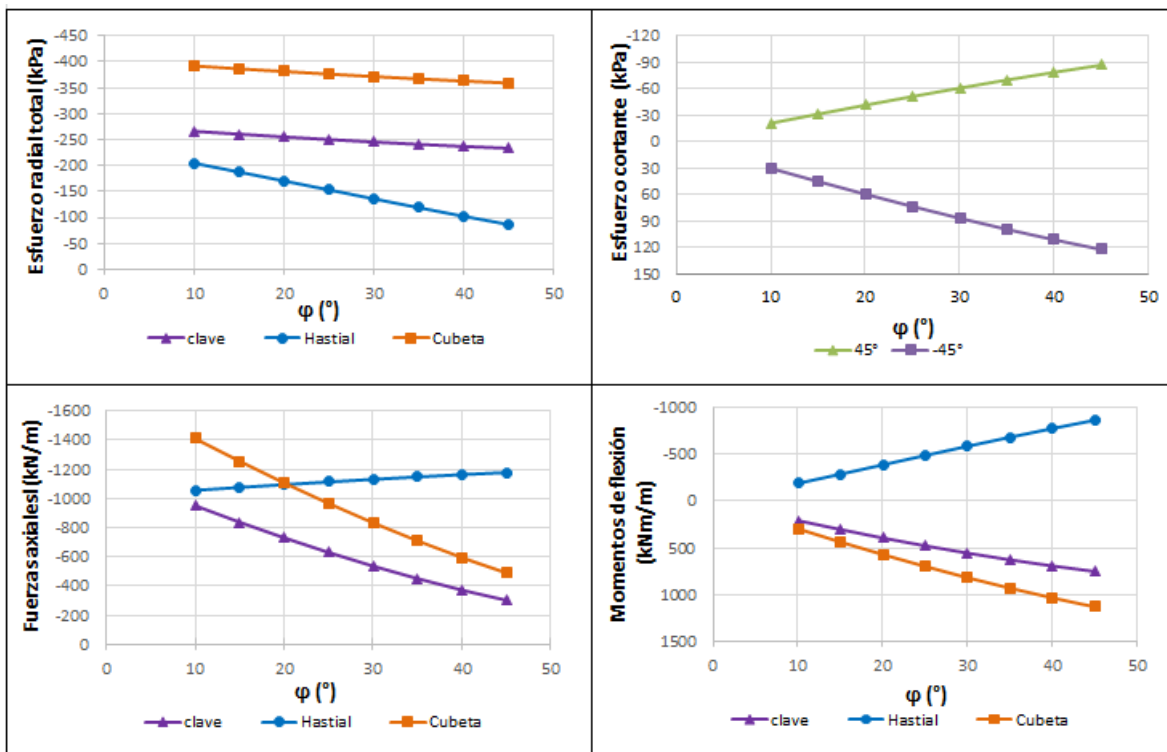 Esfuerzo radial total (kPa)
-450
-400
-350
-300
-250
-200
-150
-100
-50
0
0 10 20 30 40 50
φ (°)
clave Hastial Cubeta
Esfuerzo cortante (kPa)
-120
-90
-60
-30
0
30
60
90
120
150
0 10 20 30 40 50
φ (°)
45° -45°
Fuerzas axialesl (kN/m)
-1600
-1400
-1200
-1000
-800
-600
-400
-200
0
0 10 20 30 40 50
φ (°)
clave Hastial Cubeta
Momentos de flexión
(kNm/m)
-1000
-500
0
500
1000
1500
0 10 20 30 40 50
φ (°)
clave Hastial Cubeta